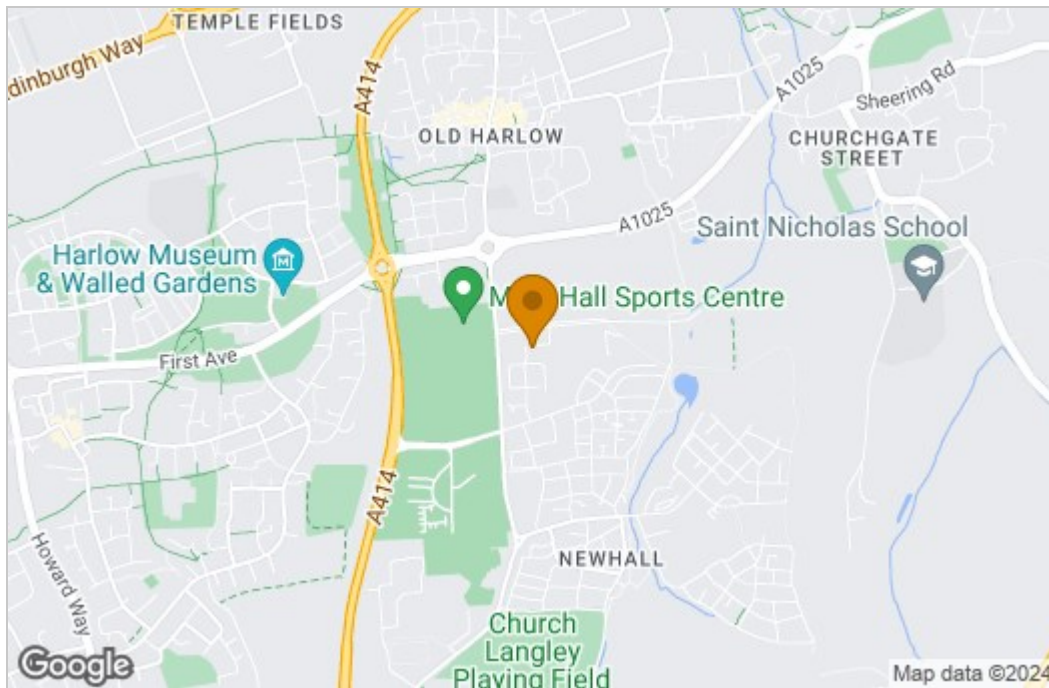 TEMPLE FIELDS
dinburgh Way
A414
A1025
Sheering Rd
OLD HARLOW
CHURCHGATE
STREET
A1025
Saint Nicholas School
Harlow Museum
& Walled Gardens
Hall Sports Centre
First Ave
A414
Howard Way
NEWHALL
Church
Langley
Playing Field
Google
Map data ©2024